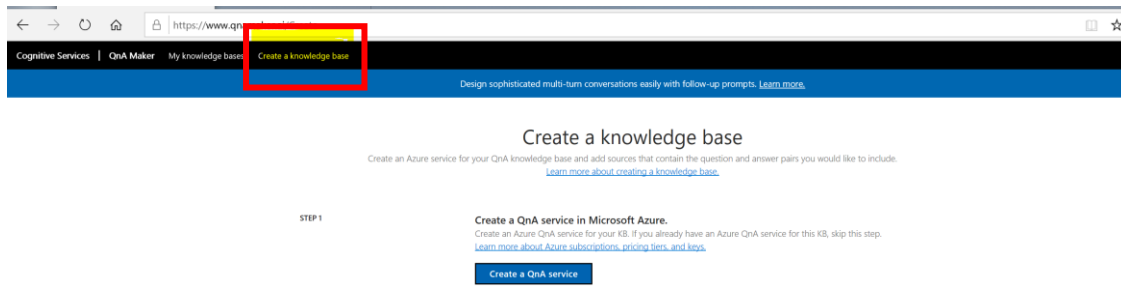 https://www.qn
Cognitive Services | QnA Maker My knowledge bases Create a knowledge base
Design sophisticated multi-turn conversations easily with follow-up prompts. Learn more.
Create a knowledge base
Create an Azure service for your QnA knowledge base and add sources that contain the question and answer pairs you would like to include.
Learn more about creating a knowledge base.
STEP 1
Create a QnA service in Microsoft Azure.
Create an Azure QnA service for your KB. If you already have an Azure QnA service for this KB, skip this step.
Learn more about Azure subscriptions, pricing tiers, and keys.
Create a QnA service